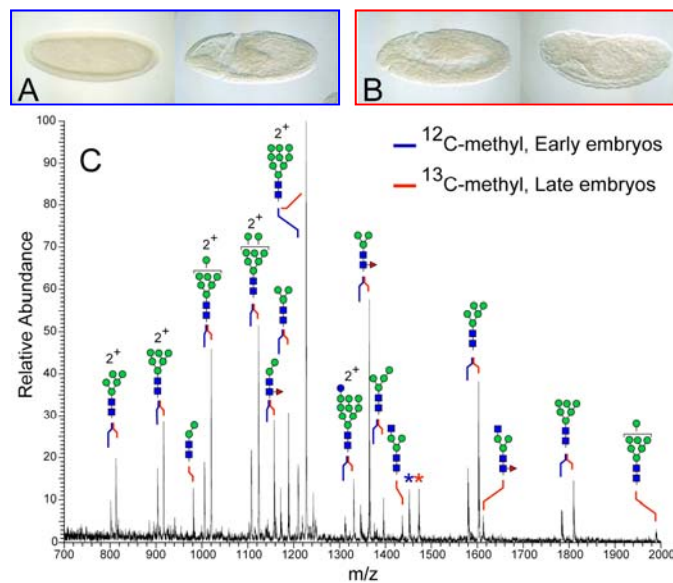 A
B
C
2+
¹²C-methyl, Early embryos
¹³C-methyl, Late embryos
2+
2+
2+
2+
2+
* *
Relative Abundance
100
90
80
70
60
50
40
30
20
10
0
700 800 900 1000 1100 1200 1300 1400 1500 1600 1700 1800 1900 2000
m/z